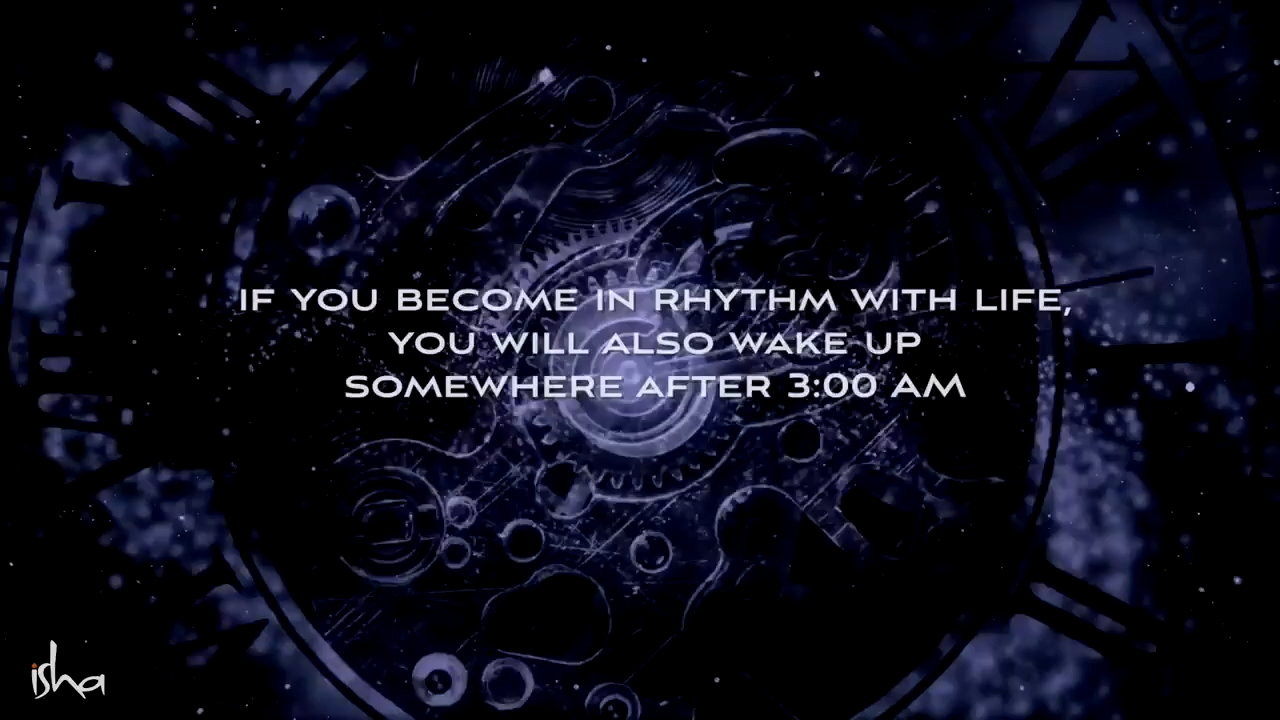 IF YOU BECOME IN RHYTHM WITH LIFE,
YOU WILL ALSO WAKE UP
SOMEWHERE AFTER 3:00 AM
isha